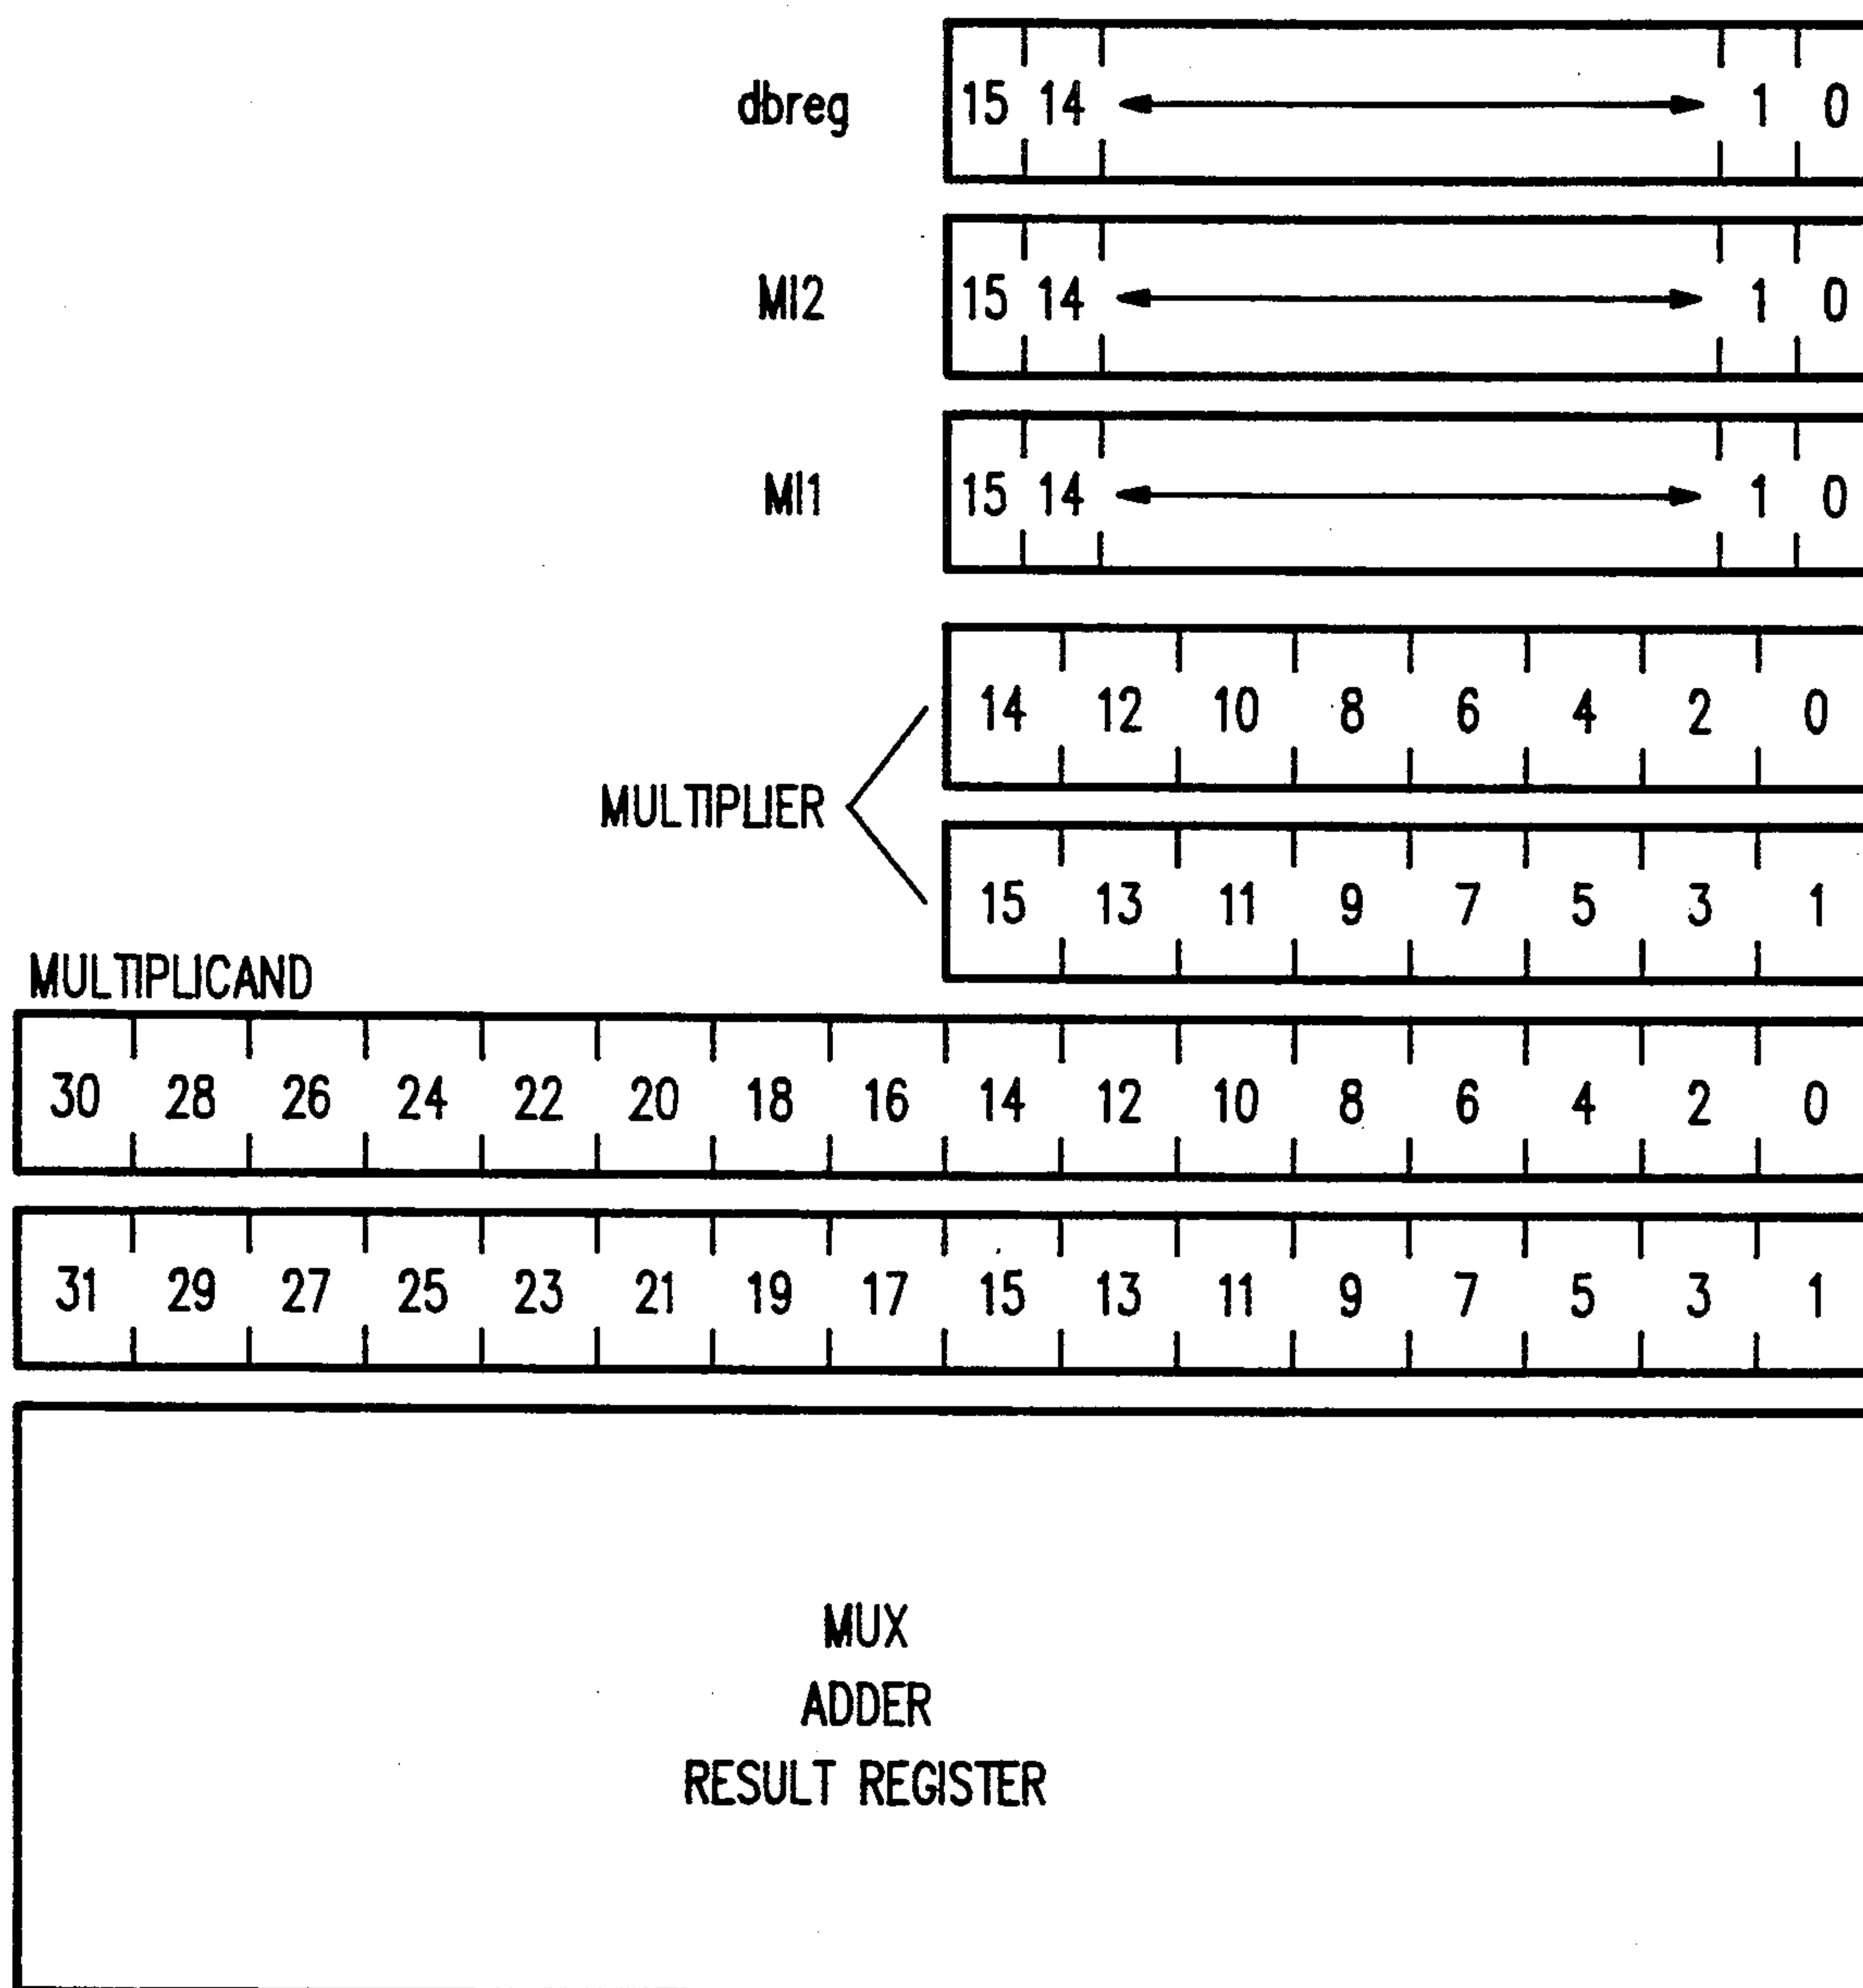 dbreg 15 14 1 0
MI2 15 14 1 0
MI1 15 14 1 0
14 12 10 8 6 4 2 0
MULTIPLIER
15 13 11 9 7 5 3 1
MULTIPLICAND
30 28 26 24 22 20 18 16 14 12 10 8 6 4 2 0
31 29 27 25 23 21 19 17 15 13 11 9 7 5 3 1
MUX
ADDER
RESULT REGISTER